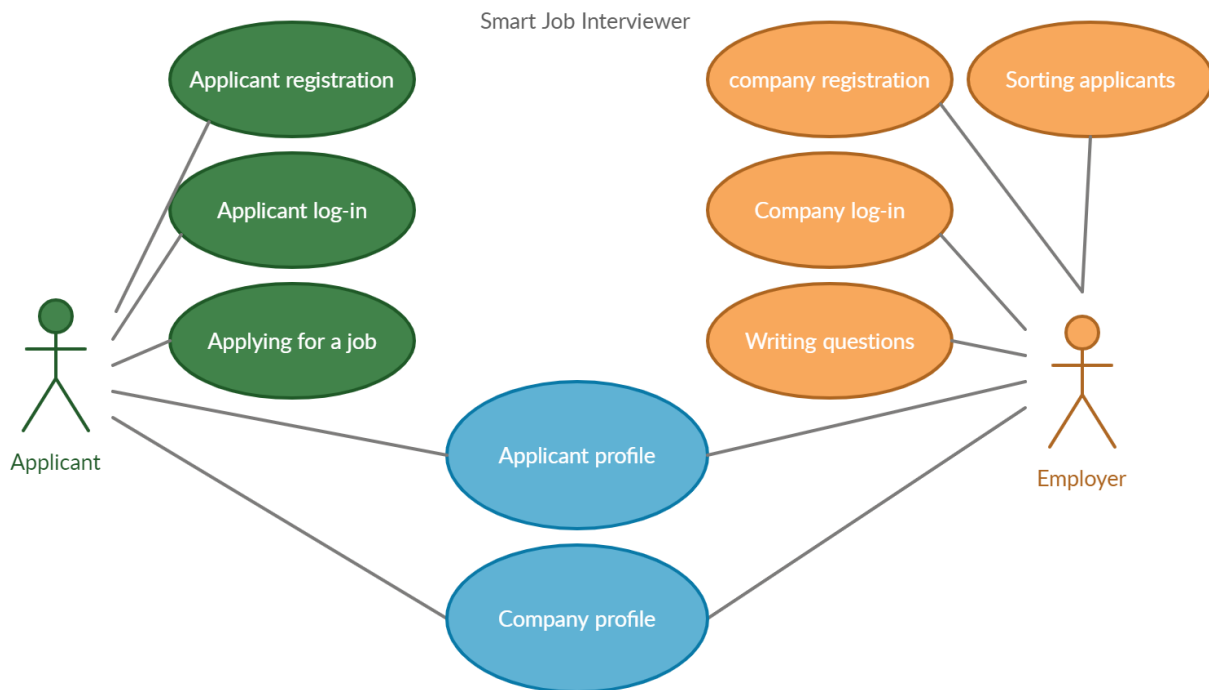 Smart Job Interviewer
Applicant registration
company registration
Sorting applicants
Applicant log-in
Company log-in
Applying for a job
Writing questions
Applicant profile
Applicant
Employer
Company profile